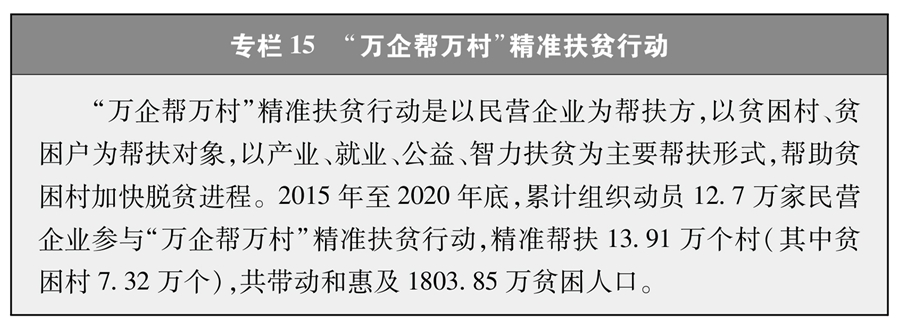 专栏 15 “万企帮万村”精准扶贫行动
“万企帮万村”精准扶贫行动是以民营企业为帮扶方，以贫困村、贫
困户为帮扶对象，以产业、就业、公益、智力扶贫为主要帮扶形式，帮助贫
困村加快脱贫进程。2015 年至 2020 年底，累计组织动员 12.7 万家民营
企业参与“万企帮万村”精准扶贫行动，精准帮扶 13.91 万个村（其中贫
困村 7.32 万个），共带动和惠及 1803.85 万贫困人口。